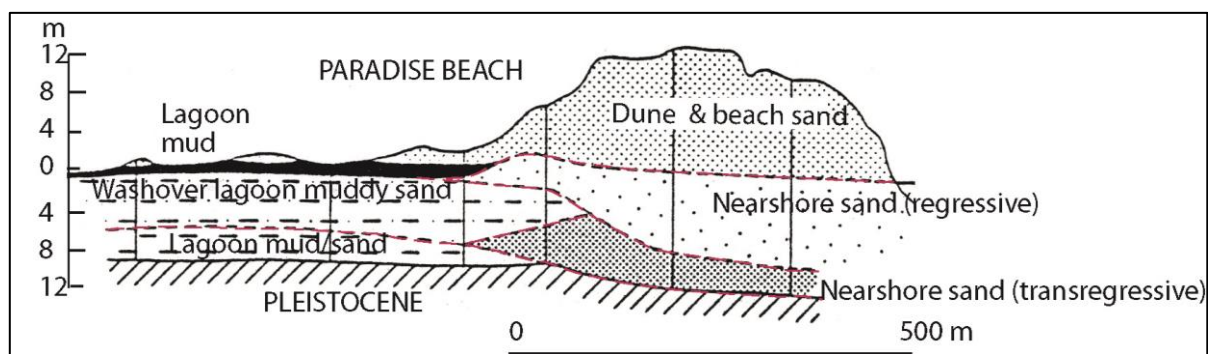 m
12
8
4
0
4
8
12
PARADISE BEACH
Lagoon
mud
Dune & beach sand
Washover lagoon muddy sand
Nearshore sand (regressive)
Lagoon mud/sand
Nearshore sand (transregressive)
PLEISTOCENE
0
500 m